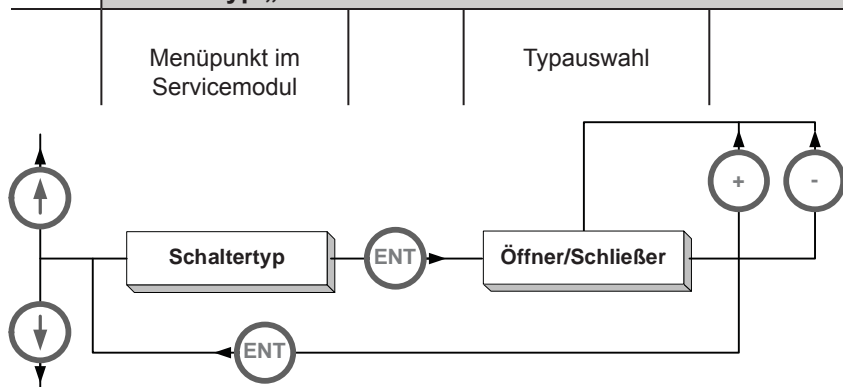 Menüpunkt im
Servicemodul
Typauswahl
+
-
Schaltertyp
ENT
Öffner/Schließer
ENT